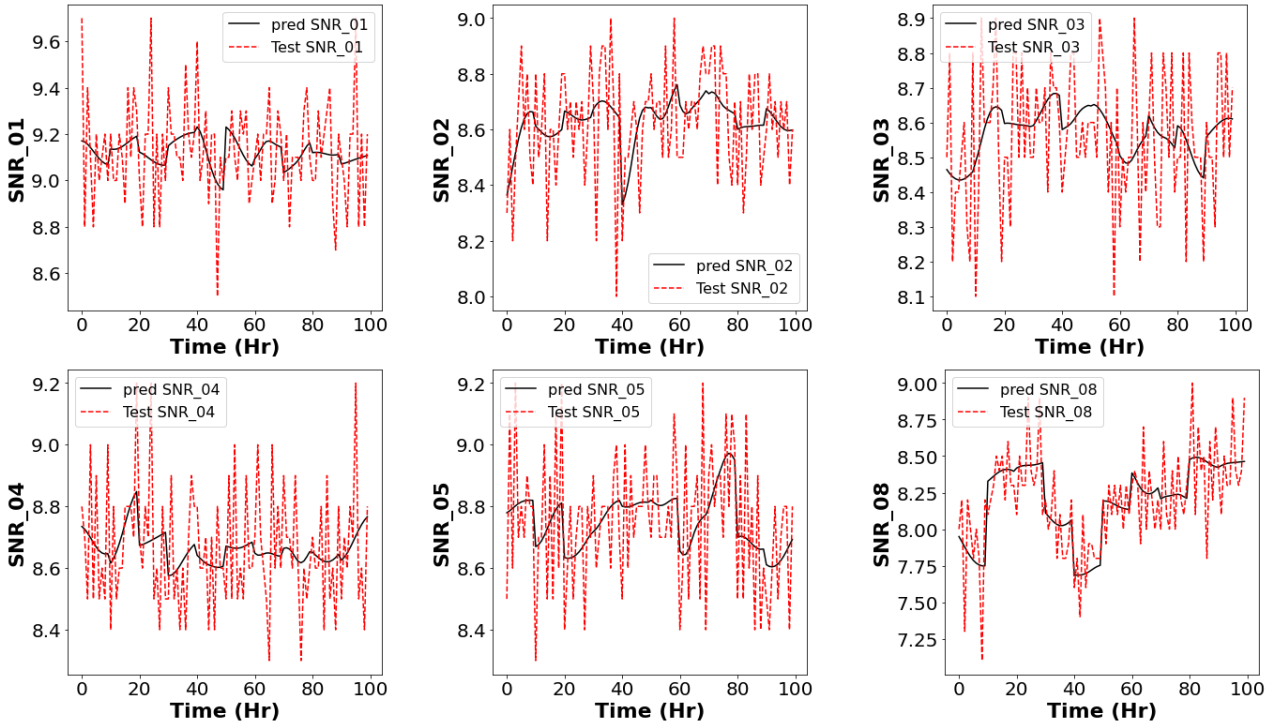 SNR_01
9.6
9.4
9.2
9.0
8.8
8.6
pred SNR_01
Test SNR_01
0 20 40 60 80 100
Time (Hr)
SNR_02
9.0
8.8
8.6
8.4
8.2
8.0
pred SNR_02
Test SNR_02
0 20 40 60 80 100
Time (Hr)
SNR_03
8.9
8.8
8.7
8.6
8.5
8.4
8.3
8.2
8.1
pred SNR_03
Test SNR_03
0 20 40 60 80 100
Time (Hr)
SNR_04
9.2
9.0
8.8
8.6
8.4
pred SNR_04
Test SNR_04
0 20 40 60 80 100
Time (Hr)
SNR_05
9.2
9.0
8.8
8.6
8.4
pred SNR_05
Test SNR_05
0 20 40 60 80 100
Time (Hr)
SNR_08
9.00
8.75
8.50
8.25
8.00
7.75
7.50
7.25
pred SNR_08
Test SNR_08
0 20 40 60 80 100
Time (Hr)